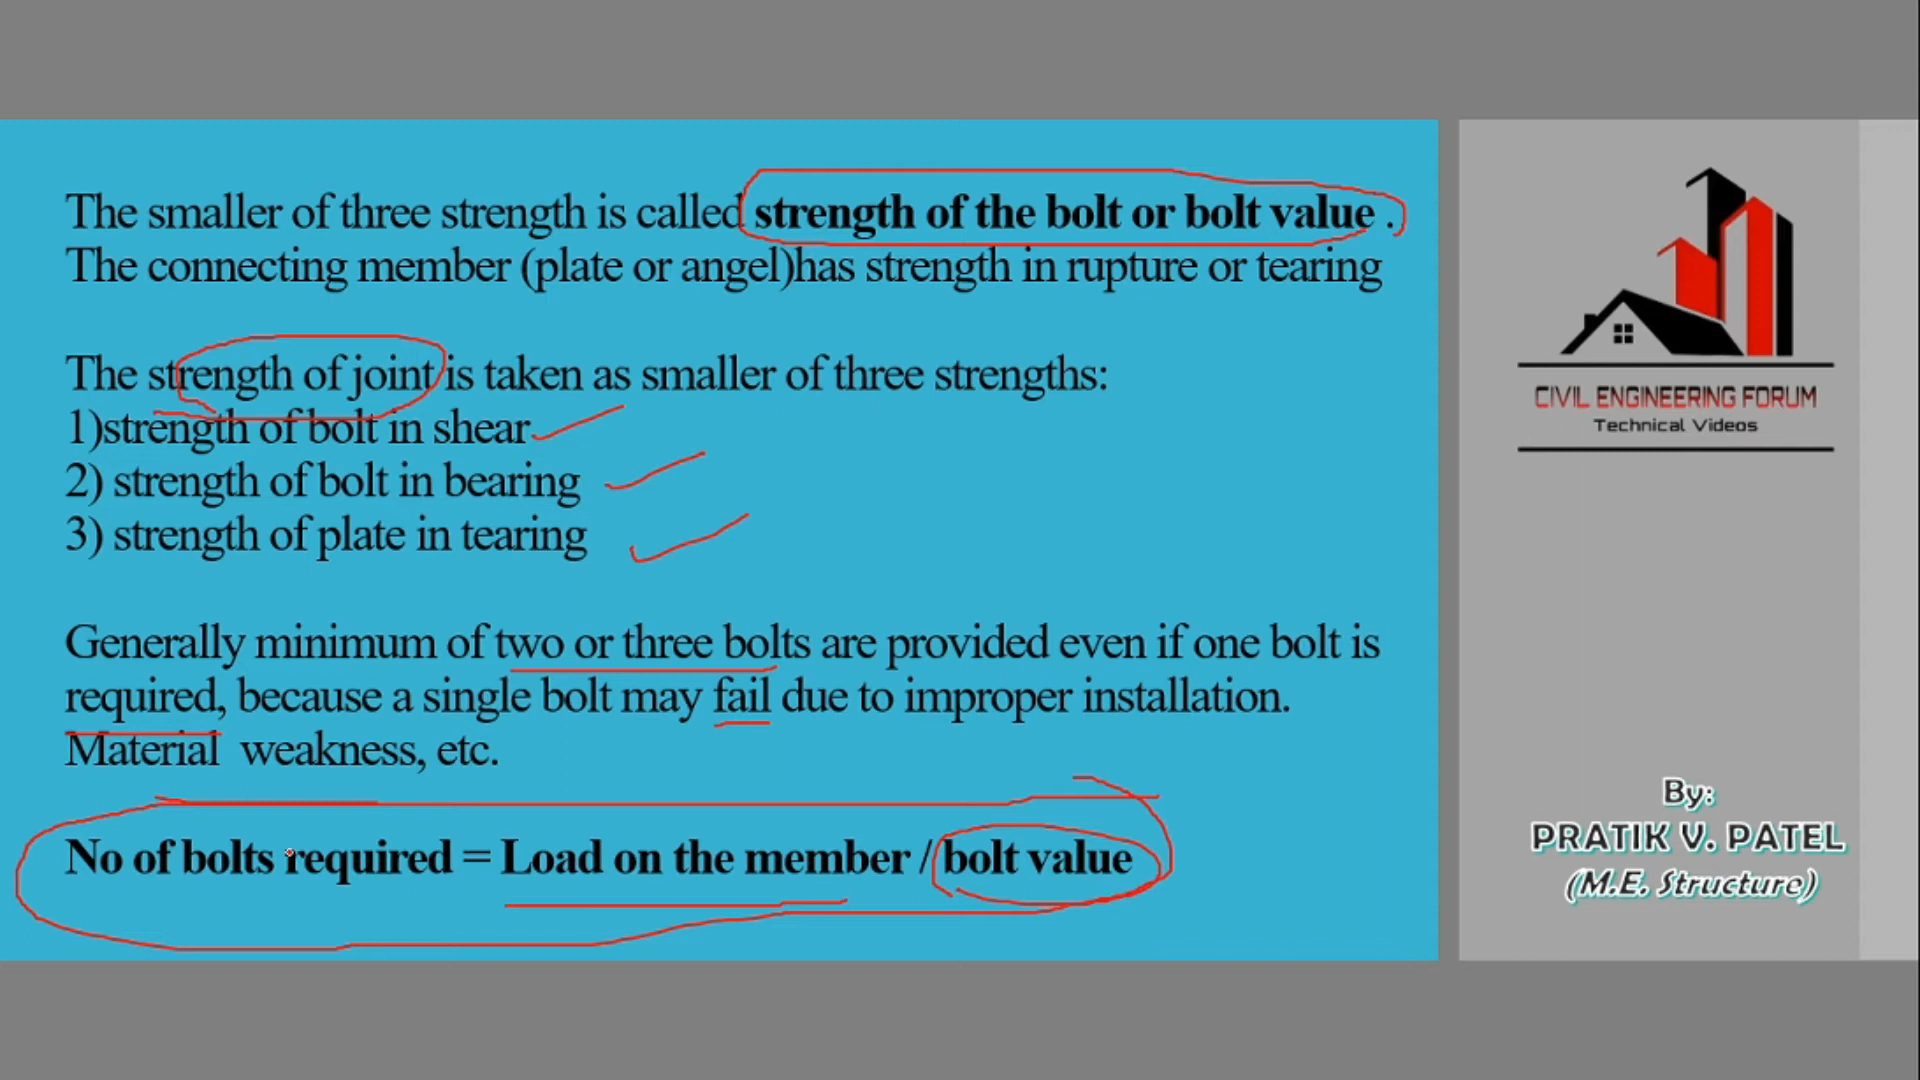 The smaller of three strength is called strength of the bolt or bolt value .
The connecting member (plate or angel)has strength in rupture or tearing
The strength of joint is taken as smaller of three strengths:
1)strength of bolt in shear
2) strength of bolt in bearing
3) strength of plate in tearing
Generally minimum of two or three bolts are provided even if one bolt is
required, because a single bolt may fail due to improper installation.
Material weakness, etc.
No of bolts required = Load on the member / bolt value
CIVIL ENGINEERING FORUM
Technical Videos
By:
PRATIK V. PATEL
(M.E. Structure)